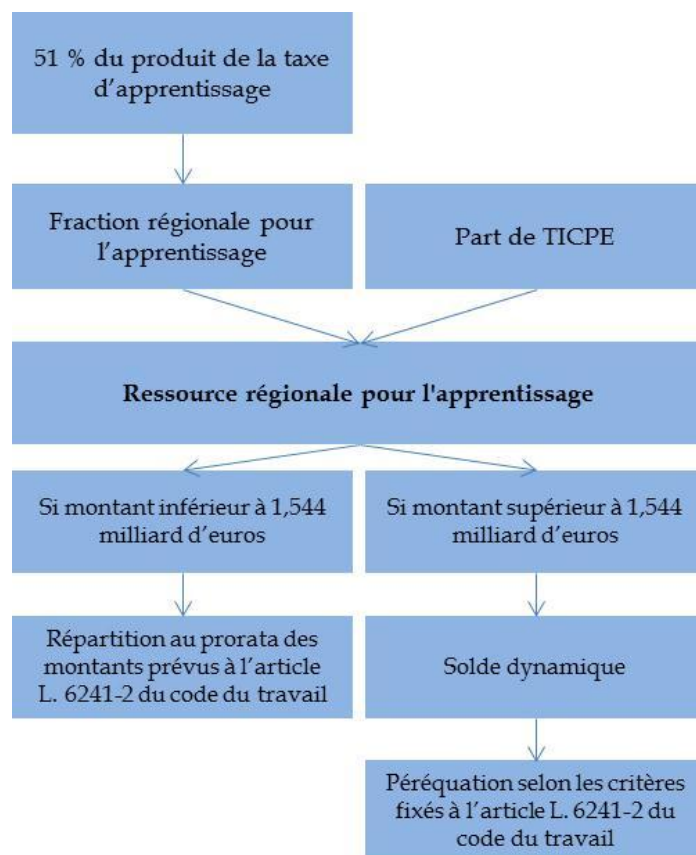 51 % du produit de la taxe
d'apprentissage
Fraction régionale pour
l'apprentissage
Part de TICPE
Ressource régionale pour l'apprentissage
Si montant inférieur à 1,544
milliard d'euros
Si montant supérieur à 1,544
milliard d'euros
Répartition au prorata des
montants prévus à l'article
L. 6241-2 du code du travail
Solde dynamique
Péréquation selon les critères
fixés à l'article L. 6241-2 du
code du travail